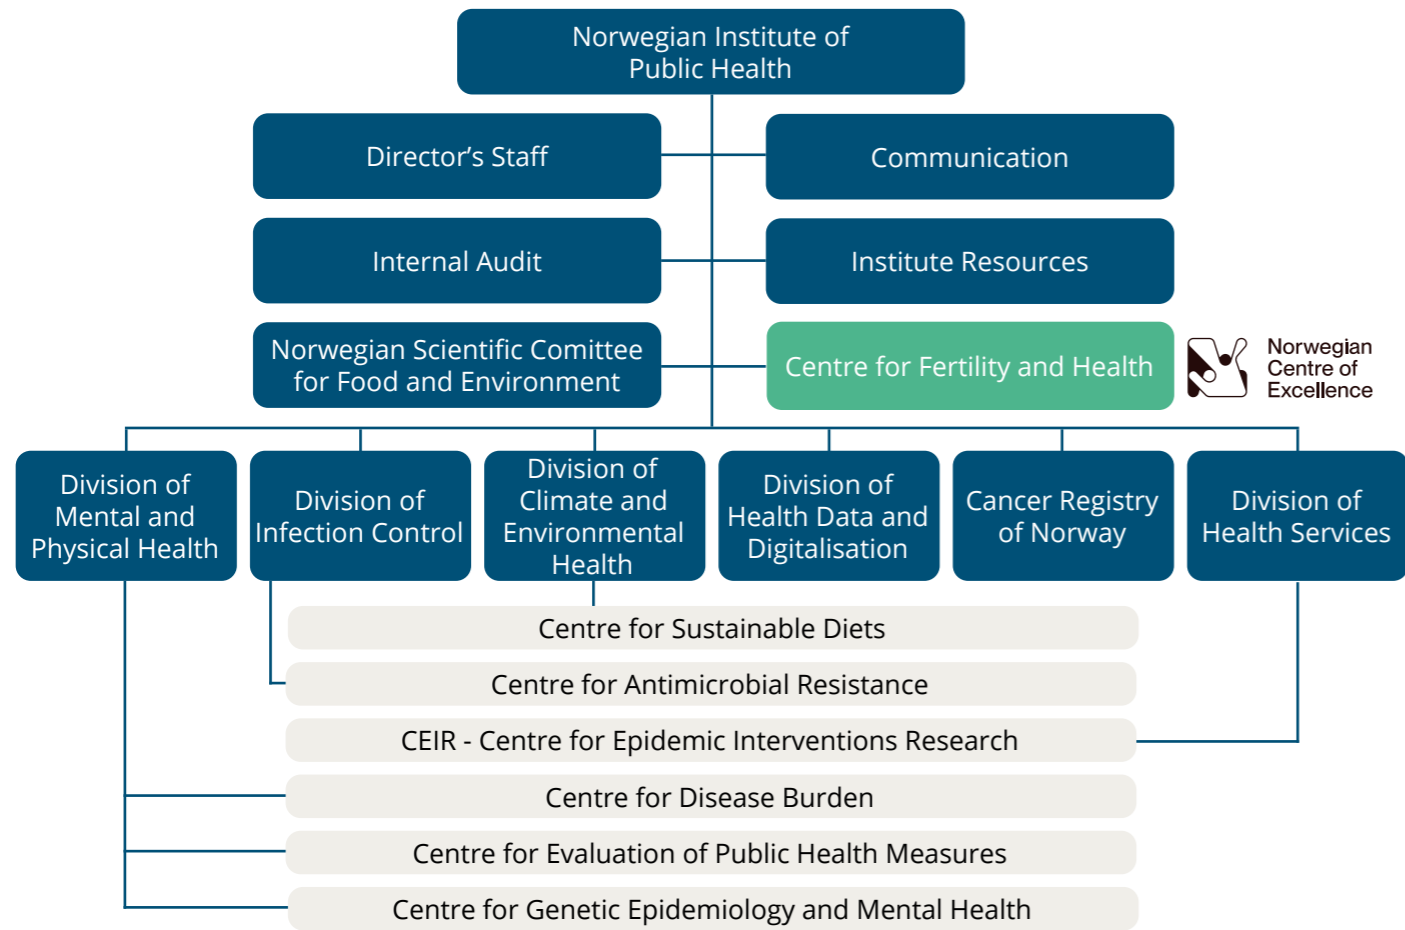 Norwegian Institute of
Public Health
Director’s Staff
Communication
Internal Audit
Institute Resources
Norwegian Scientific Comittee
for Food and Environment
Centre for Fertility and Health
Norwegian
Centre of
Excellence
Division of
Mental and
Physical Health
Division of
Infection Control
Division of
Climate and
Environmental
Health
Division of
Health Data and
Digitalisation
Cancer Registry
of Norway
Division of
Health Services
Centre for Sustainable Diets
Centre for Antimicrobial Resistance
CEIR - Centre for Epidemic Interventions Research
Centre for Disease Burden
Centre for Evaluation of Public Health Measures
Centre for Genetic Epidemiology and Mental Health